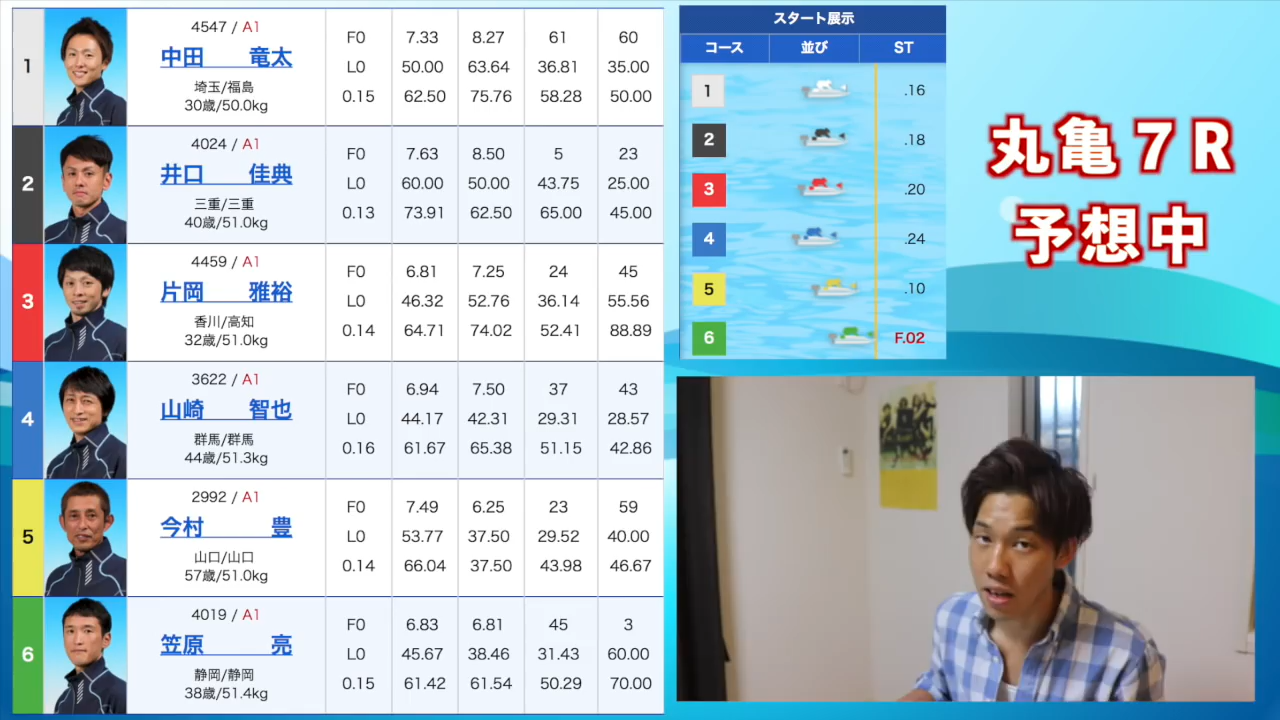 1
4547 / A1
中田 竜太
埼玉/福島
30歳/50.0kg
F0 7.33 8.27 61 60
L0 50.00 63.64 36.81 35.00
0.15 62.50 75.76 58.28 50.00
2
4024 / A1
井口 佳典
三重/三重
40歳/51.0kg
F0 7.63 8.50 5 23
L0 60.00 50.00 43.75 25.00
0.13 73.91 62.50 65.00 45.00
3
4459 / A1
片岡 雅裕
香川/高知
32歳/51.0kg
F0 6.81 7.25 24 45
L0 46.32 52.76 36.14 55.56
0.14 64.71 74.02 52.41 88.89
4
3622 / A1
山崎 智也
群馬/群馬
44歳/51.3kg
F0 6.94 7.50 37 43
L0 44.17 42.31 29.31 28.57
0.16 61.67 65.38 51.15 42.86
5
2992 / A1
今村 豊
山口/山口
57歳/51.0kg
F0 7.49 6.25 23 59
L0 53.77 37.50 29.52 40.00
0.14 66.04 37.50 43.98 46.67
6
4019 / A1
笠原 亮
静岡/静岡
38歳/51.4kg
F0 6.83 6.81 45 3
L0 45.67 38.46 31.43 60.00
0.15 61.42 61.54 50.29 70.00
スタート展示
コース 並び ST
1 .16
2 .18
3 .20
4 .24
5 .10
6 F.02
丸亀7R
予想中